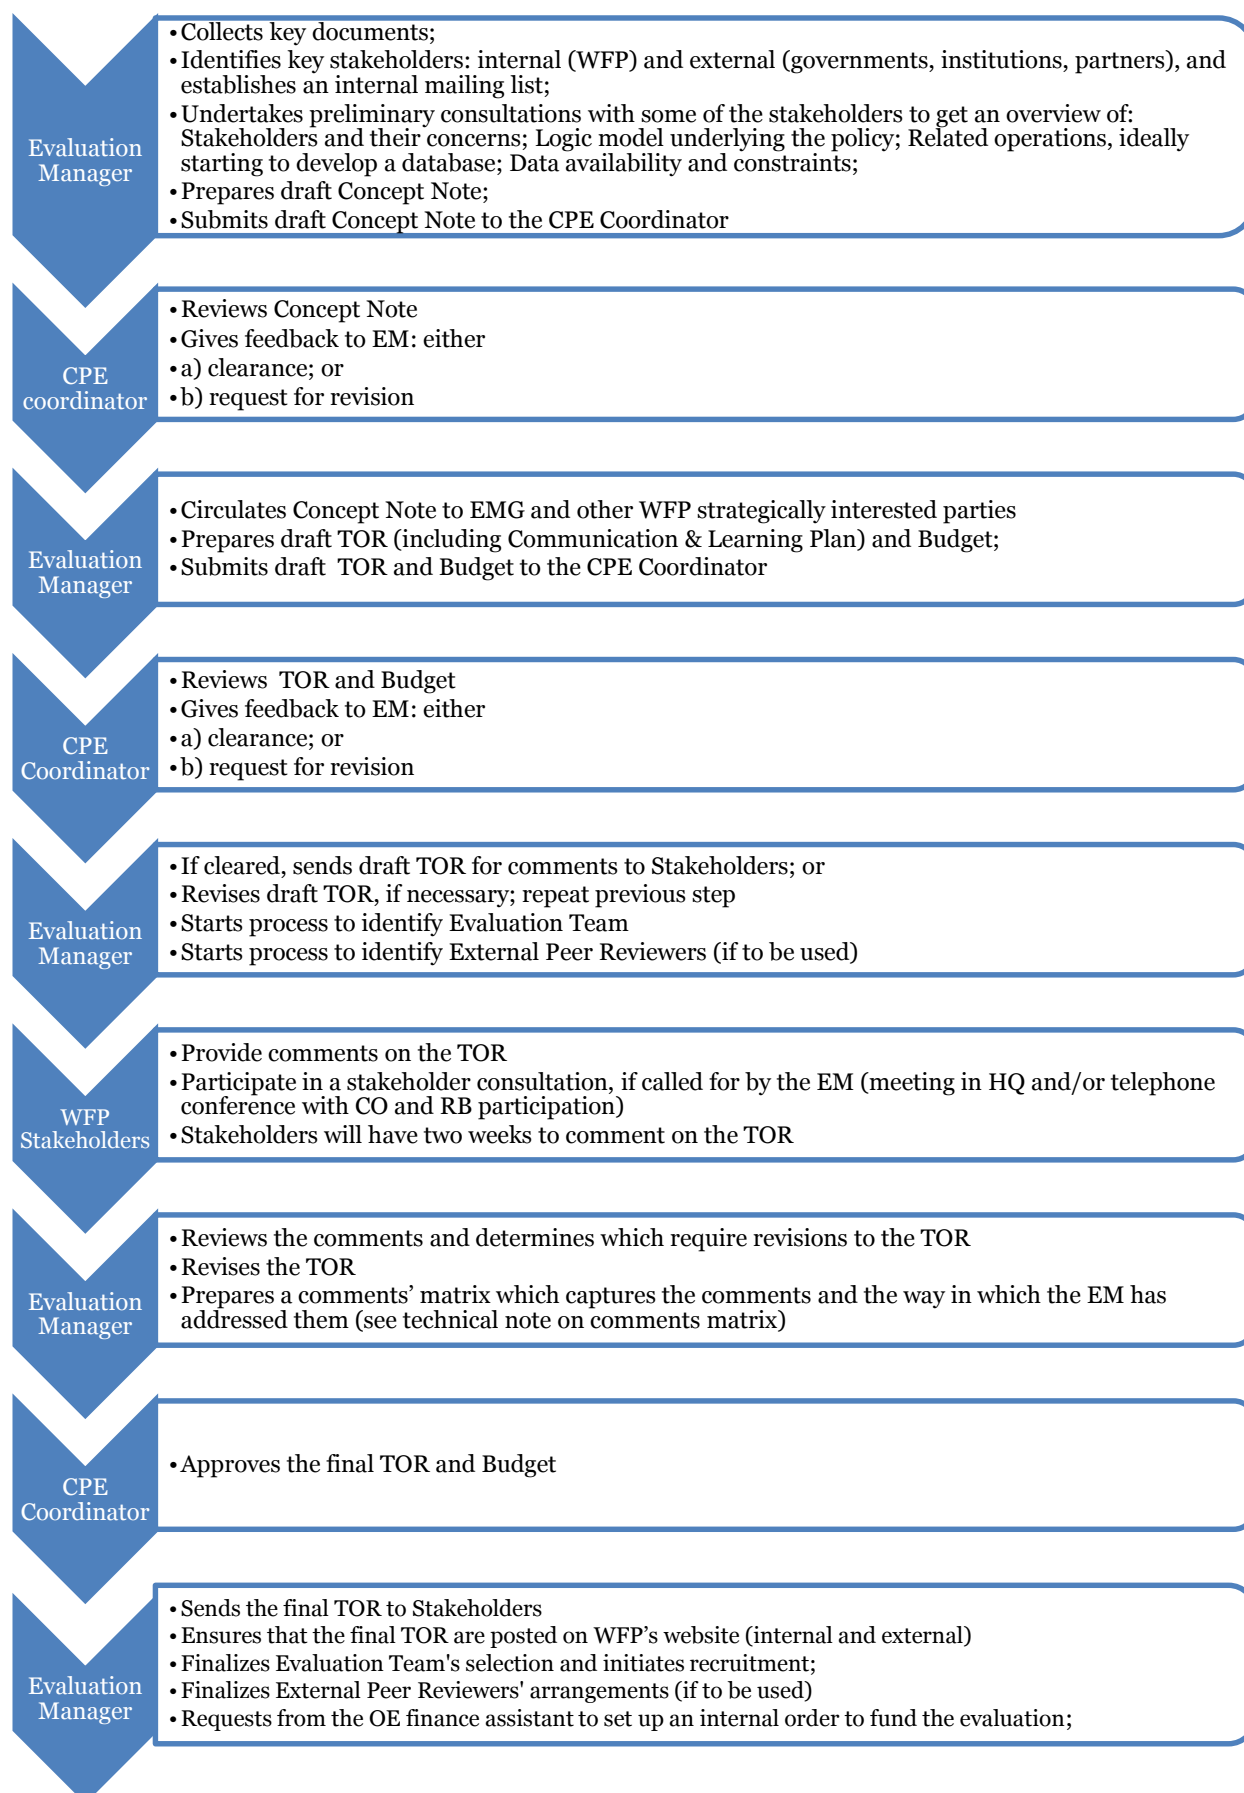 Evaluation
Manager
•Collects key documents;
•Identifies key stakeholders: internal (WFP) and external (governments, institutions, partners), and
establishes an internal mailing list;
•Undertakes preliminary consultations with some of the stakeholders to get an overview of:
Stakeholders and their concerns; Logic model underlying the policy; Related operations, ideally
starting to develop a database; Data availability and constraints;
•Prepares draft Concept Note;
•Submits draft Concept Note to the CPE Coordinator
CPE
coordinator
•Reviews Concept Note
•Gives feedback to EM: either
•a) clearance; or
•b) request for revision
Evaluation
Manager
•Circulates Concept Note to EMG and other WFP strategically interested parties
•Prepares draft TOR (including Communication & Learning Plan) and Budget;
•Submits draft TOR and Budget to the CPE Coordinator
CPE
Coordinator
•Reviews TOR and Budget
•Gives feedback to EM: either
•a) clearance; or
•b) request for revision
Evaluation
Manager
•If cleared, sends draft TOR for comments to Stakeholders; or
•Revises draft TOR, if necessary; repeat previous step
•Starts process to identify Evaluation Team
•Starts process to identify External Peer Reviewers (if to be used)
WFP
Stakeholders
•Provide comments on the TOR
•Participate in a stakeholder consultation, if called for by the EM (meeting in HQ and/or telephone
conference with CO and RB participation)
•Stakeholders will have two weeks to comment on the TOR
Evaluation
Manager
•Reviews the comments and determines which require revisions to the TOR
•Revises the TOR
•Prepares a comments’ matrix which captures the comments and the way in which the EM has
addressed them (see technical note on comments matrix)
CPE
Coordinator
•Approves the final TOR and Budget
Evaluation
Manager
•Sends the final TOR to Stakeholders
•Ensures that the final TOR are posted on WFP’s website (internal and external)
•Finalizes Evaluation Team's selection and initiates recruitment;
•Finalizes External Peer Reviewers' arrangements (if to be used)
•Requests from the OE finance assistant to set up an internal order to fund the evaluation;